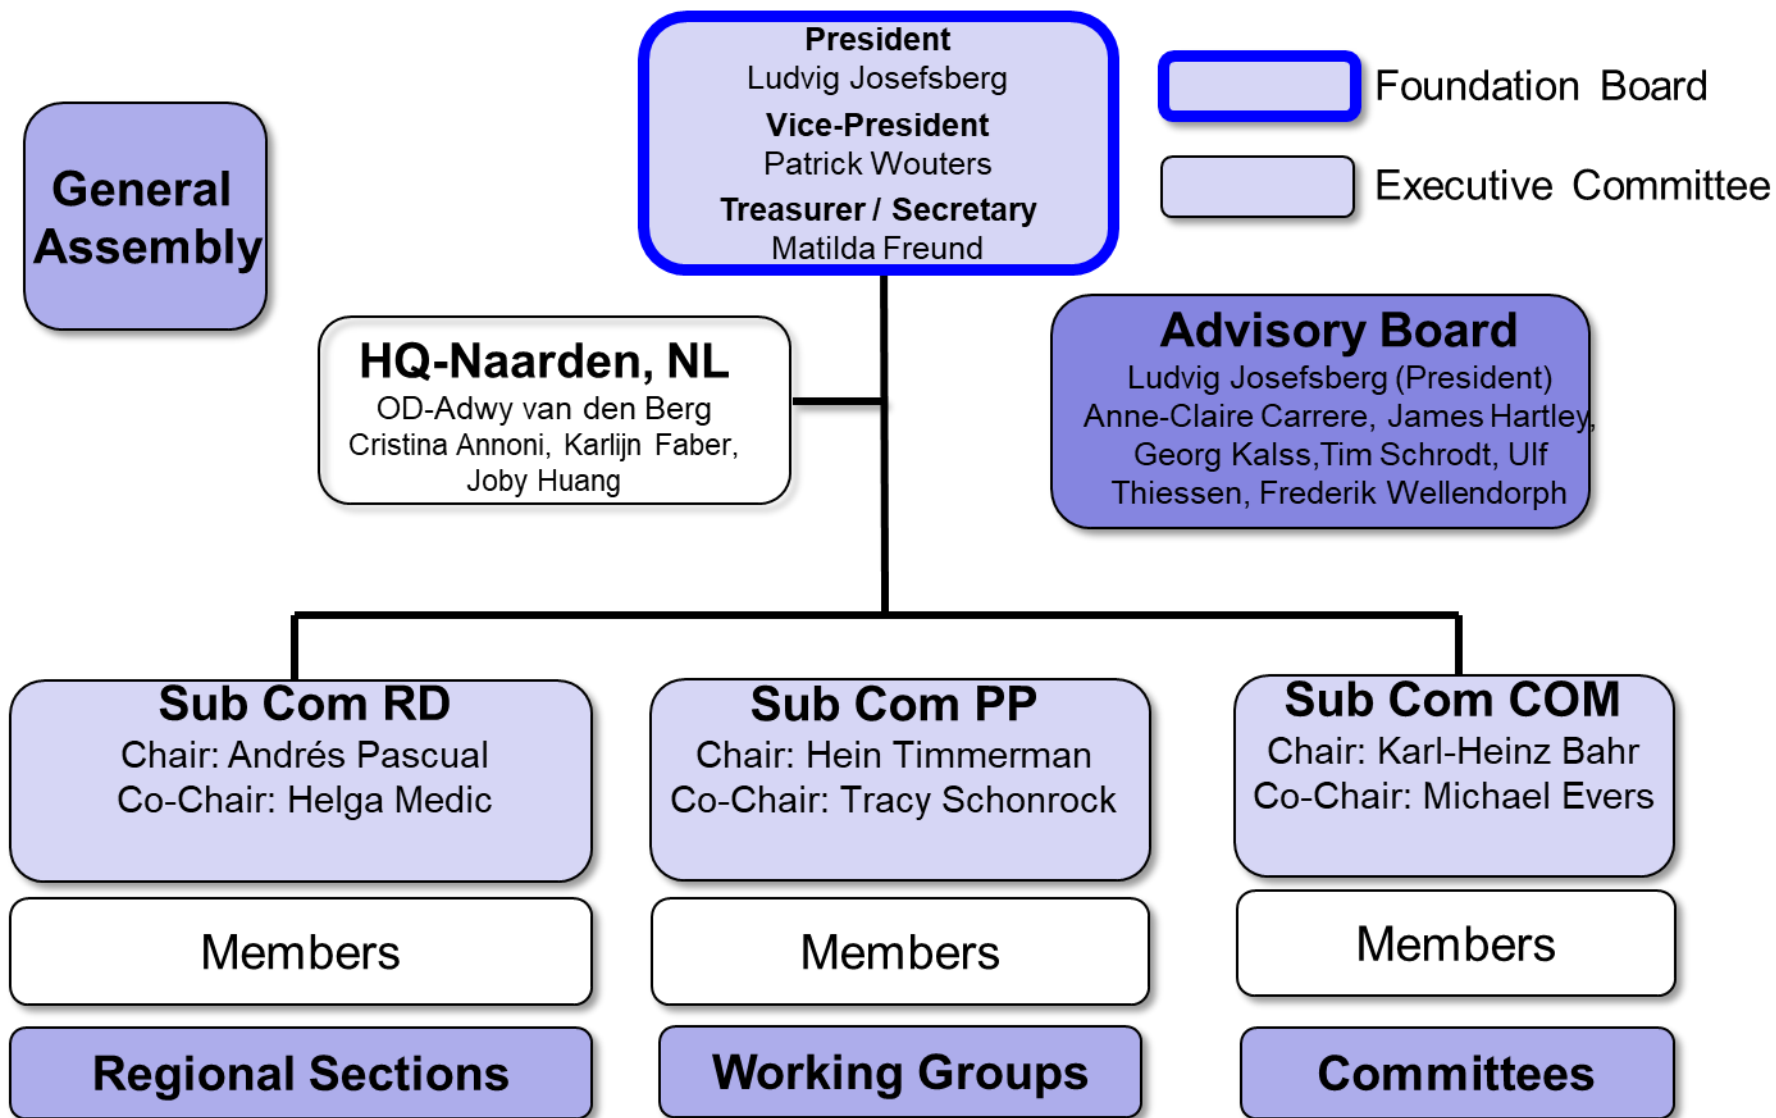 President
Ludvig Josefsberg
Vice-President
Patrick Wouters
Treasurer / Secretary
Matilda Freund
Foundation Board
Executive Committee
General
Assembly
HQ-Naarden, NL
OD-Adwy van den Berg
Cristina Annoni, Karlijn Faber,
Joby Huang
Advisory Board
Ludvig Josefsberg (President)
Anne-Claire Carrere, James Hartley,
Georg Kalss,Tim Schrodt, Ulf
Thiessen, Frederik Wellendorph
Sub Com RD
Chair: Andrés Pascual
Co-Chair: Helga Medic
Sub Com PP
Chair: Hein Timmerman
Co-Chair: Tracy Schonrock
Sub Com COM
Chair: Karl-Heinz Bahr
Co-Chair: Michael Evers
Members
Members
Members
Regional Sections
Working Groups
Committees